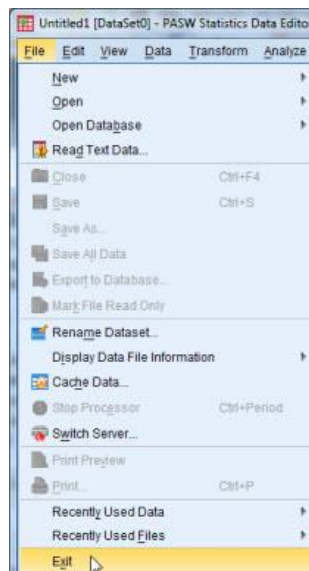 Untitled1 [DataSet0] - PASW Statistics Data Edito
File Edit View Data Transform Analyze
New
Open
Open Database
Read Text Data...
Close Ctrl+F4
Save Ctrl+S
Save As...
Save All Data
Export to Database...
Mark File Read Only
Rename Dataset...
Display Data File Information
Cache Data...
Stop Processor Ctrl+Period
Switch Server...
Print Preview
Print... Ctrl+P
Recently Used Data
Recently Used Files
Exit